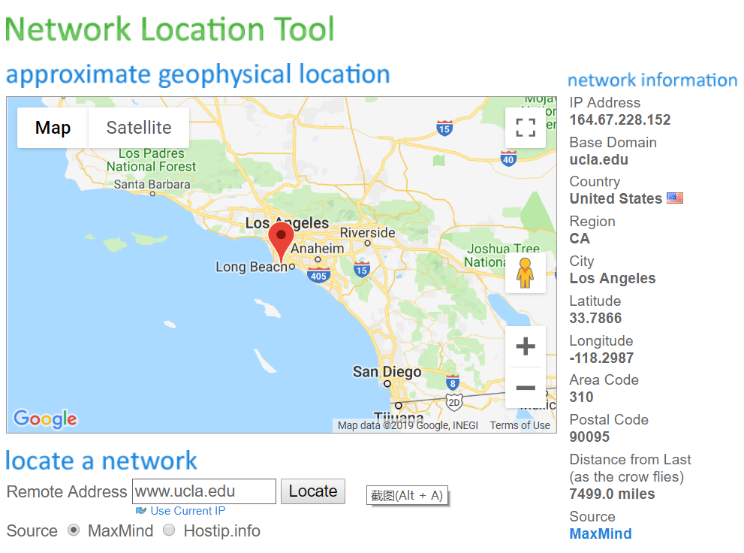 Network Location Tool
approximate geophysical location
Map
Satellite
Los Padres
National Forest
Santa Barbara
Los Angeles
Riverside
Anaheim
Long Beach
405
15
15
40
Joshua Tree
San Diego
8
2D
Tijuana
Google
Map data ©2019 Google, INEGI
Terms of Use
network information
IP Address
164.67.228.152
Base Domain
ucla.edu
Country
United States
Region
CA
City
Los Angeles
Latitude
33.7866
Longitude
-118.2987
Area Code
310
Postal Code
90095
Distance from Last
(as the crow flies)
7499.0 miles
Source
MaxMind
locate a network
Remote Address www.ucla.edu Locate
截图(Alt + A)
Use Current IP
Source MaxMind Hostip.info